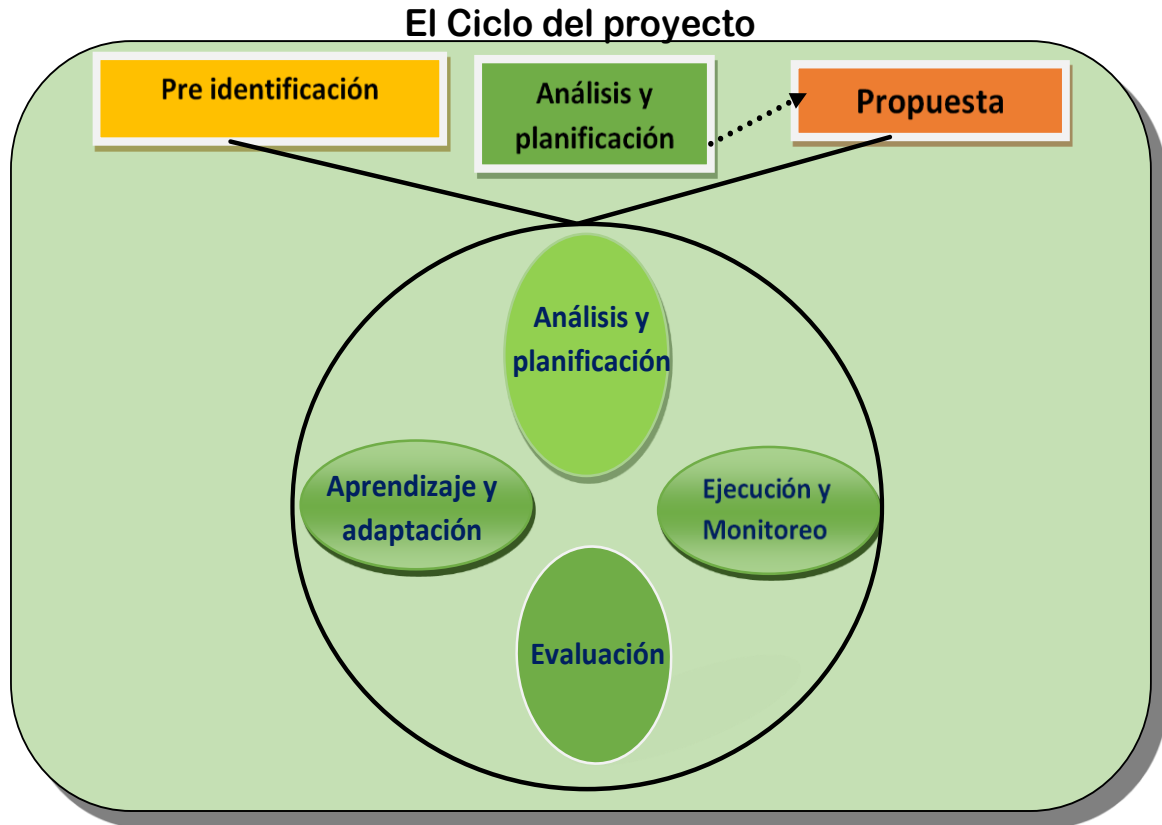 El Ciclo del proyecto
Pre identificación
Análisis y
planificación
Propuesta
Análisis y
planificación
Aprendizaje y
adaptación
Ejecución y
Monitoreo
Evaluación